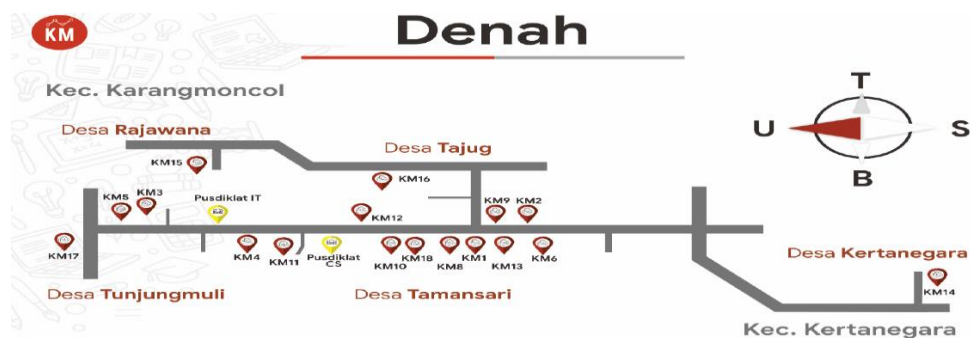 KM
Denah
Kec. Karangmoncol
T
U
S
B
Desa Rajawana
Desa Tajug
KM15
KM16
KM5
KM3
Pusdiklat IT
KM12
KM9
KM2
KM17
KM4
KM11
Pusdiklat
CS
KM10
KM18
KM8
KM1
KM13
KM6
Desa Kertanegara
KM14
Desa Tunjungmuli
Desa Tamansari
Kec. Kertanegara